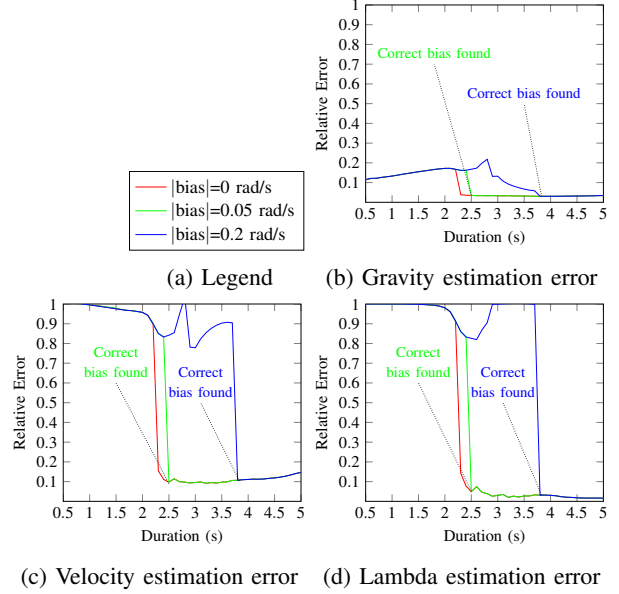 1
0.9
0.8
0.7
0.6
0.5
0.4
0.3
0.2
0.1
Relative Error
Correct bias found
Correct bias found
0.5 1 1.5 2 2.5 3 3.5 4 4.5 5
Duration (s)
|bias|=0 rad/s
|bias|=0.05 rad/s
|bias|=0.2 rad/s
(a) Legend
(b) Gravity estimation error
1
0.9
0.8
0.7
0.6
0.5
0.4
0.3
0.2
0.1
Relative Error
Correct
bias found
Correct
bias found
0.5 1 1.5 2 2.5 3 3.5 4 4.5 5
Duration (s)
(c) Velocity estimation error
1
0.9
0.8
0.7
0.6
0.5
0.4
0.3
0.2
0.1
Relative Error
Correct
bias found
Correct
bias found
0.5 1 1.5 2 2.5 3 3.5 4 4.5 5
Duration (s)
(d) Lambda estimation error